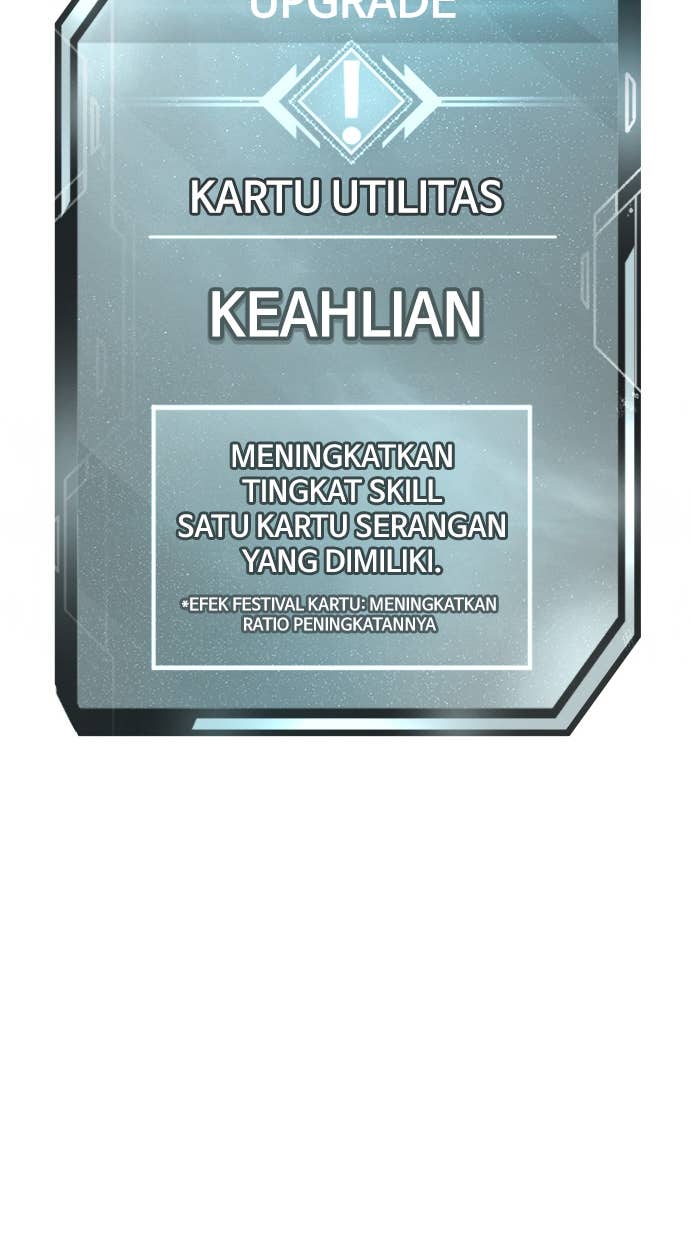 UPGRADE
!
KARTU UTILITAS
KEAHLIAN
MENINGKATKAN
TINGKAT SKILL
SATU KARTU SERANGAN
YANG DIMILIKI.
*EFEK FESTIVAL KARTU: MENINGKATKAN
RATIO PENINGKATANNYA